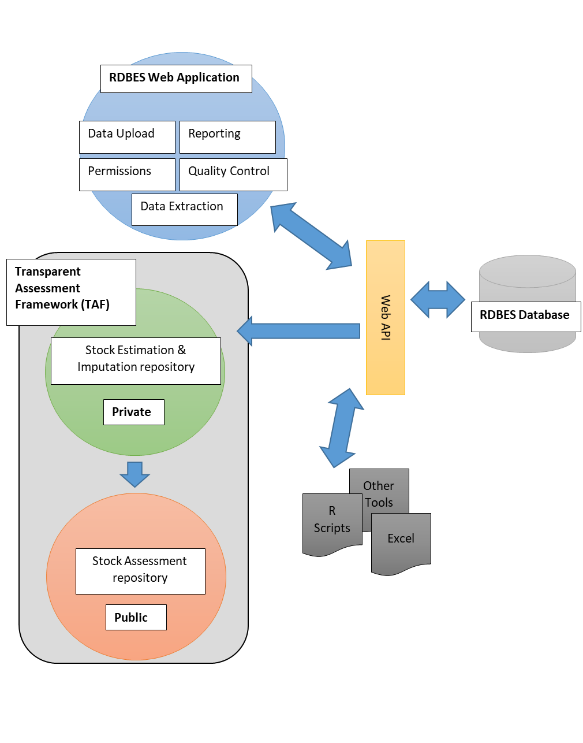 RDBES Web Application
Data Upload
Reporting
Permissions
Quality Control
Data Extraction
Transparent
Assessment
Framework (TAF)
Stock Estimation &
Imputation repository
Private
Stock Assessment
repository
Public
Web API
RDBES Database
Other
Tools
R
Scripts
Excel